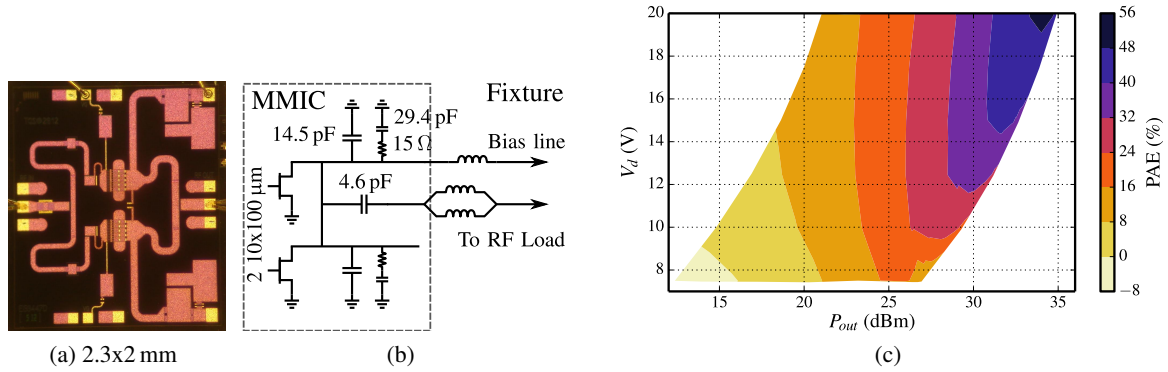 MMIC
Fixture
14.5 pF
29.4 pF
15 Ω
Bias line
4.6 pF
2 10x100 µm
To RF Load
(a) 2.3x2 mm
(b)
20
18
16
14
12
10
8
V_d (V)
15 20 25 30 35
P_out (dBm)
56
48
40
32
24
16
8
0
−8
PAE (%)
(c)